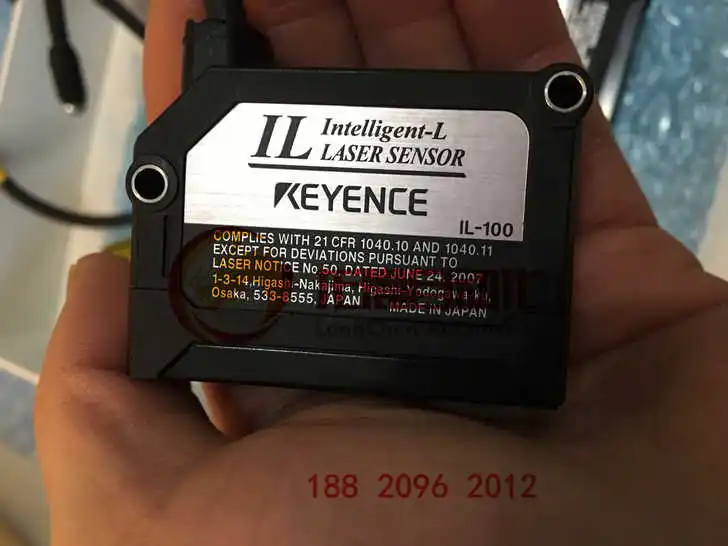 IL Intelligent-L
LASER SENSOR
KEYENCE
IL-100
COMPLIES WITH 21 CFR 1040.10 AND 1040.11
EXCEPT FOR DEVIATIONS PURSUANT TO
LASER NOTICE No.50, DATED JUNE 24, 2007
1-3-14,Higashi-Nakajima, Higashi-Yodogawa-ku,
Osaka, 533-8555, JAPAN MADE IN JAPAN
188 2096 2012